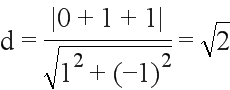 d = |0 + 1 + 1| / √(1² + (−1)²) = √2